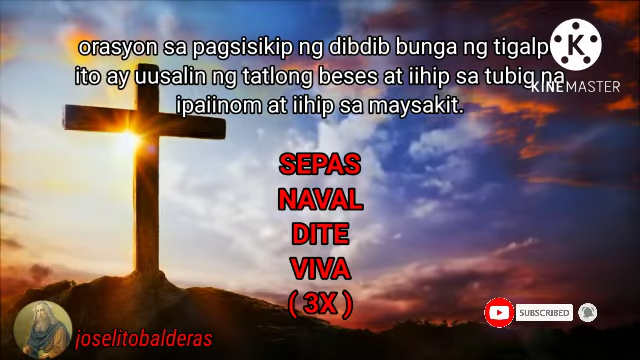 orasyon sa pagsisikip ng dibdib bunga ng
ito ay uusalin ng tatlong beses at iihip sa tubig na
ipaiinom at iihip sa maysakit.
KINEMASTER
SEPAS
NAVAL
DITE
VIVA
( 3X )
SUBSCRIBED
joselitobalderas